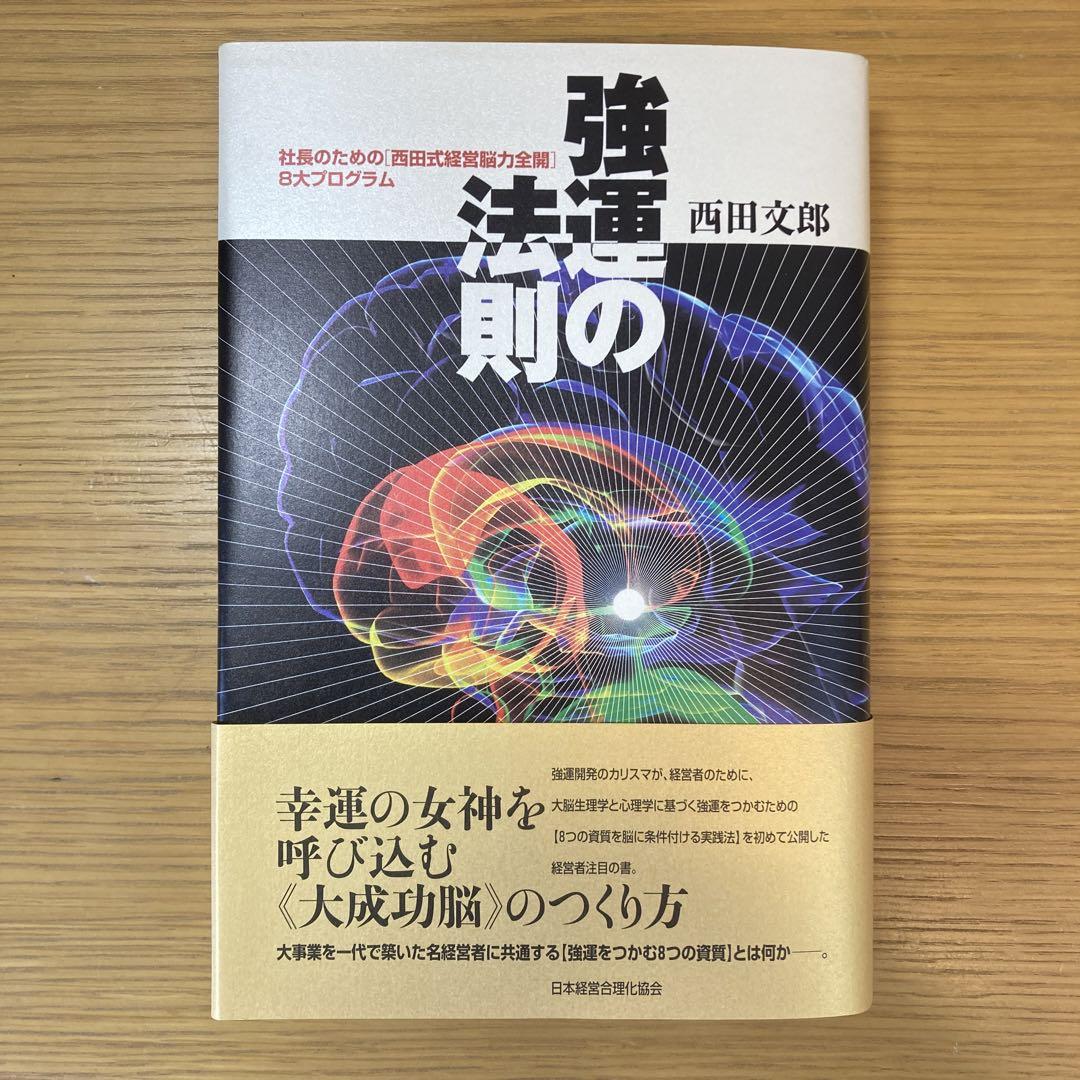 強運の
法則
社長のための[西田式経営脳力全開]
8大プログラム
西田文郎
幸運の女神を
呼び込む
《大成功脳》のつくり方
強運開発のカリスマが、経営者のために、
大脳生理学と心理学に基づく強運をつかむための
【8つの資質を脳に条件付ける実践法】を初めて公開した
経営者注目の書。
大事業を一代で築いた名経営者に共通する【強運をつかむ8つの資質】とは何か──。
日本経営合理化協会